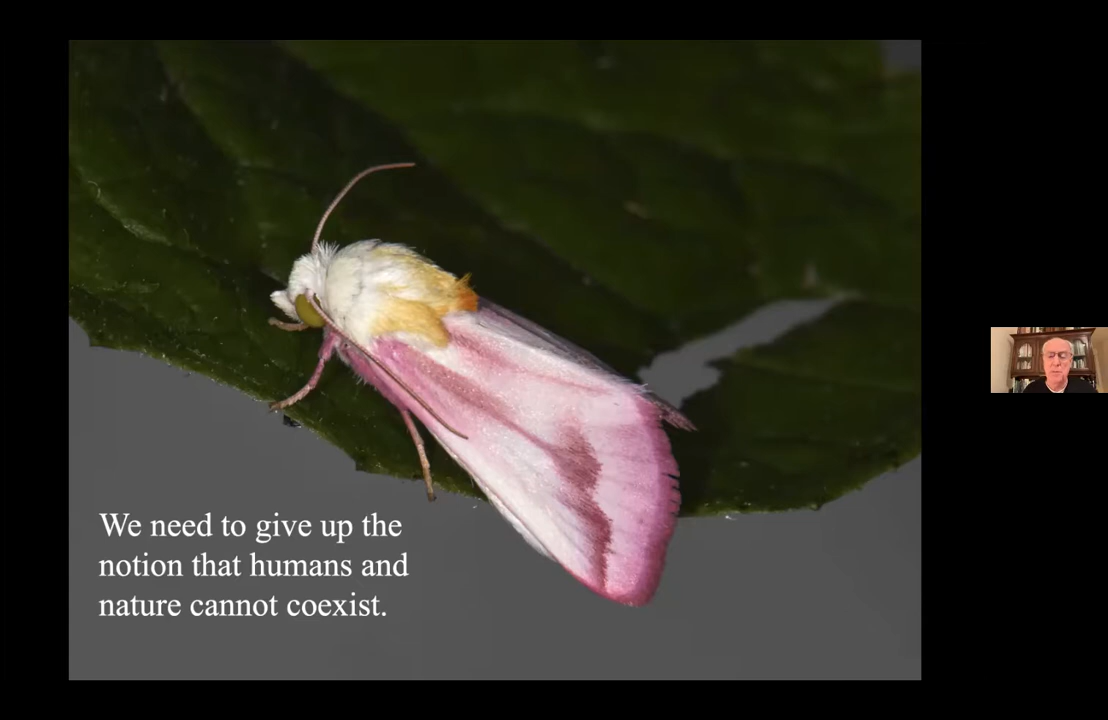 We need to give up the
notion that humans and
nature cannot coexist.